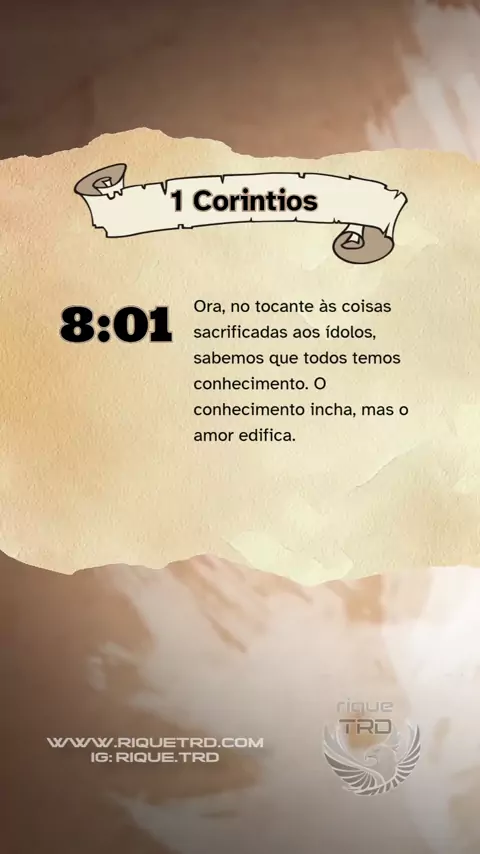 1 Corintios
8:01
Ora, no tocante às coisas
sacrificadas aos ídolos,
sabemos que todos temos
conhecimento. O
conhecimento incha, mas o
amor edifica.
rique
TRD
WWW.RIQUETRD.COM
IG: RIQUE.TRD